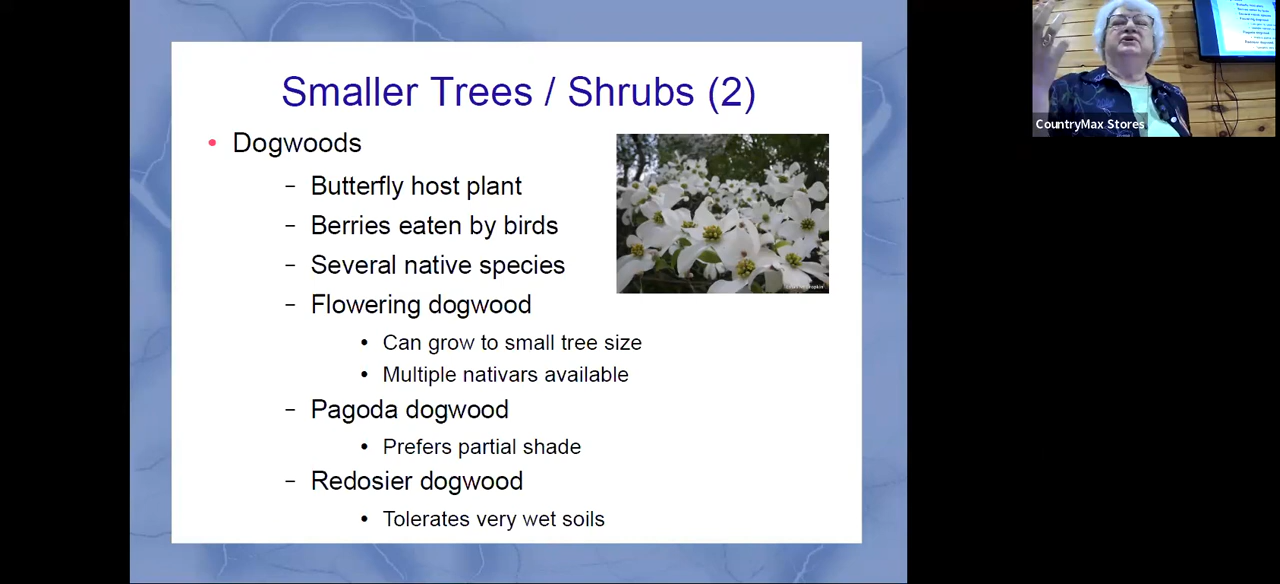 Smaller Trees / Shrubs (2)
• Dogwoods
– Butterfly host plant
– Berries eaten by birds
– Several native species
– Flowering dogwood
• Can grow to small tree size
• Multiple nativars available
– Pagoda dogwood
• Prefers partial shade
– Redosier dogwood
• Tolerates very wet soils
CountryMax Stores